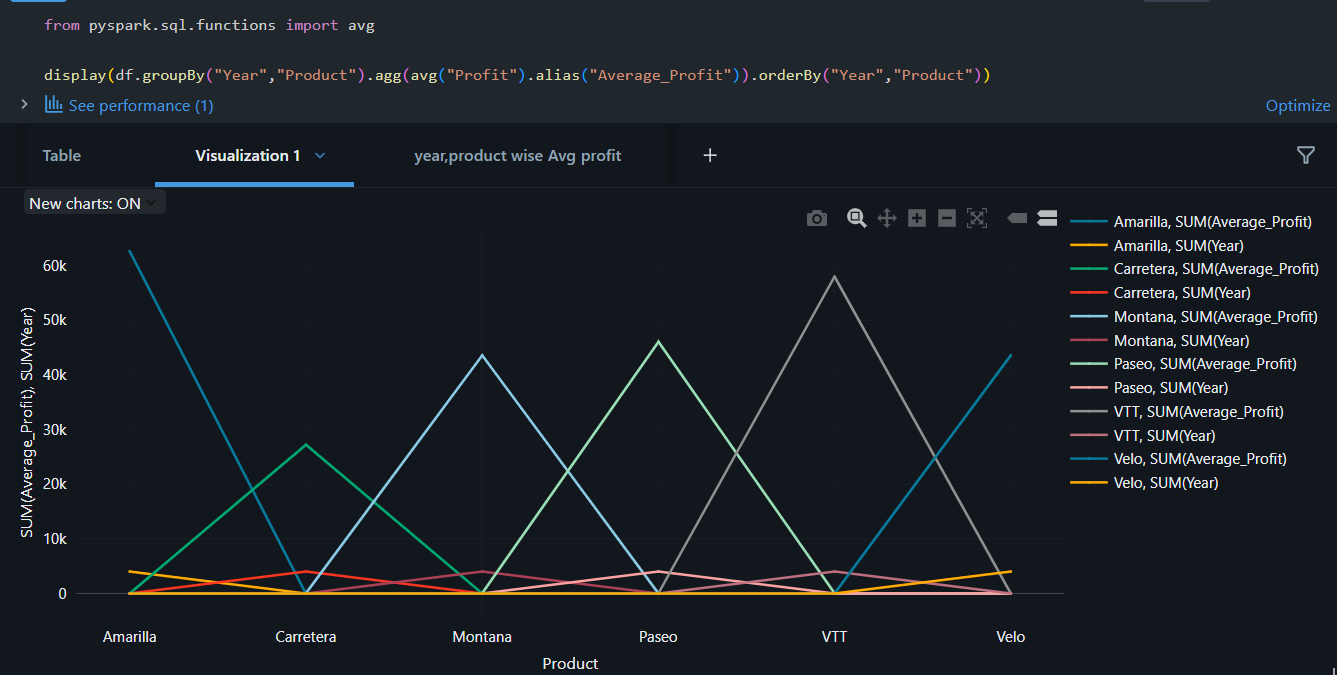 from pyspark.sql.functions import avg
display(df.groupBy("Year","Product").agg(avg("Profit").alias("Average_Profit")).orderBy("Year","Product"))
See performance (1)
Optimize
Table
Visualization 1
year,product wise Avg profit
+
New charts: ON
Amarilla, SUM(Average_Profit)
Amarilla, SUM(Year)
Carretera, SUM(Average_Profit)
Carretera, SUM(Year)
Montana, SUM(Average_Profit)
Montana, SUM(Year)
Paseo, SUM(Average_Profit)
Paseo, SUM(Year)
VTT, SUM(Average_Profit)
VTT, SUM(Year)
Velo, SUM(Average_Profit)
Velo, SUM(Year)
SUM(Average_Profit), SUM(Year)
60k
50k
40k
30k
20k
10k
0
Amarilla
Carretera
Montana
Paseo
VTT
Velo
Product